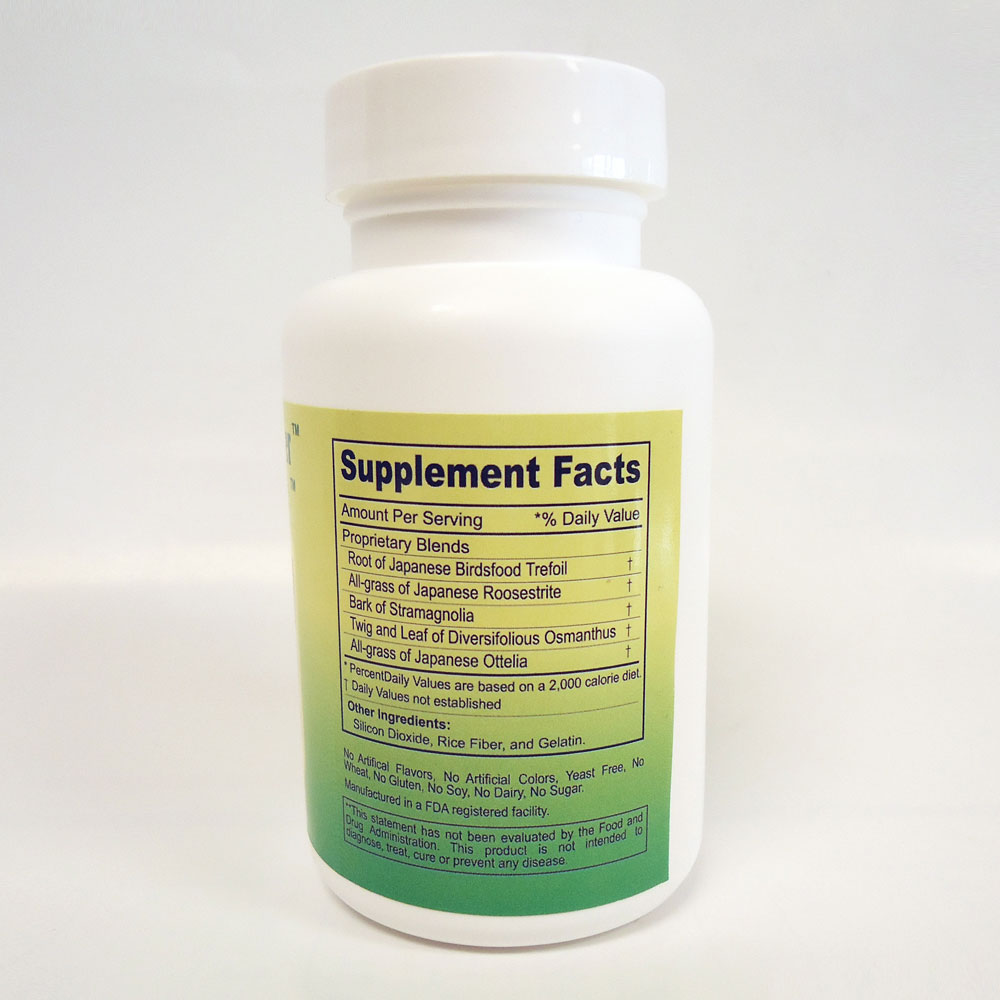 TM
TM
Supplement Facts
Amount Per Serving *% Daily Value
Proprietary Blends
Root of Japanese Birdsfood Trefoil †
All-grass of Japanese Roosestrite †
Bark of Stramagnolia †
Twig and Leaf of Diversifolious Osmanthus †
All-grass of Japanese Ottelia †
* PercentDaily Values are based on a 2,000 calorie diet.
† Daily Values not established
Other Ingredients:
Silicon Dioxide, Rice Fiber, and Gelatin.
No Artifical Flavors, No Artificial Colors, Yeast Free, No
Wheat, No Gluten, No Soy, No Dairy, No Sugar.
Manufactured in a FDA registered facility.
**This statement has not been evaluated by the Food and
Drug Administration. This product is not intended to
diagnose, treat, cure or prevent any disease.